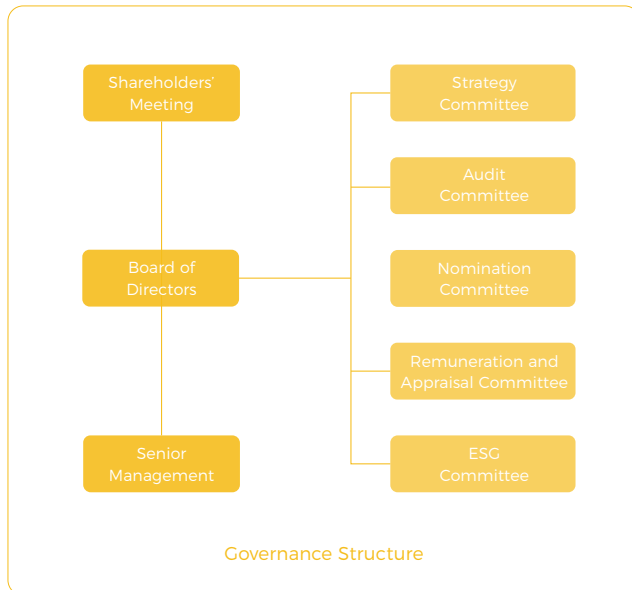 Shareholders’
Meeting
Strategy
Committee
Audit
Committee
Board of
Directors
Nomination
Committee
Remuneration and
Appraisal Committee
Senior
Management
ESG
Committee
Governance Structure